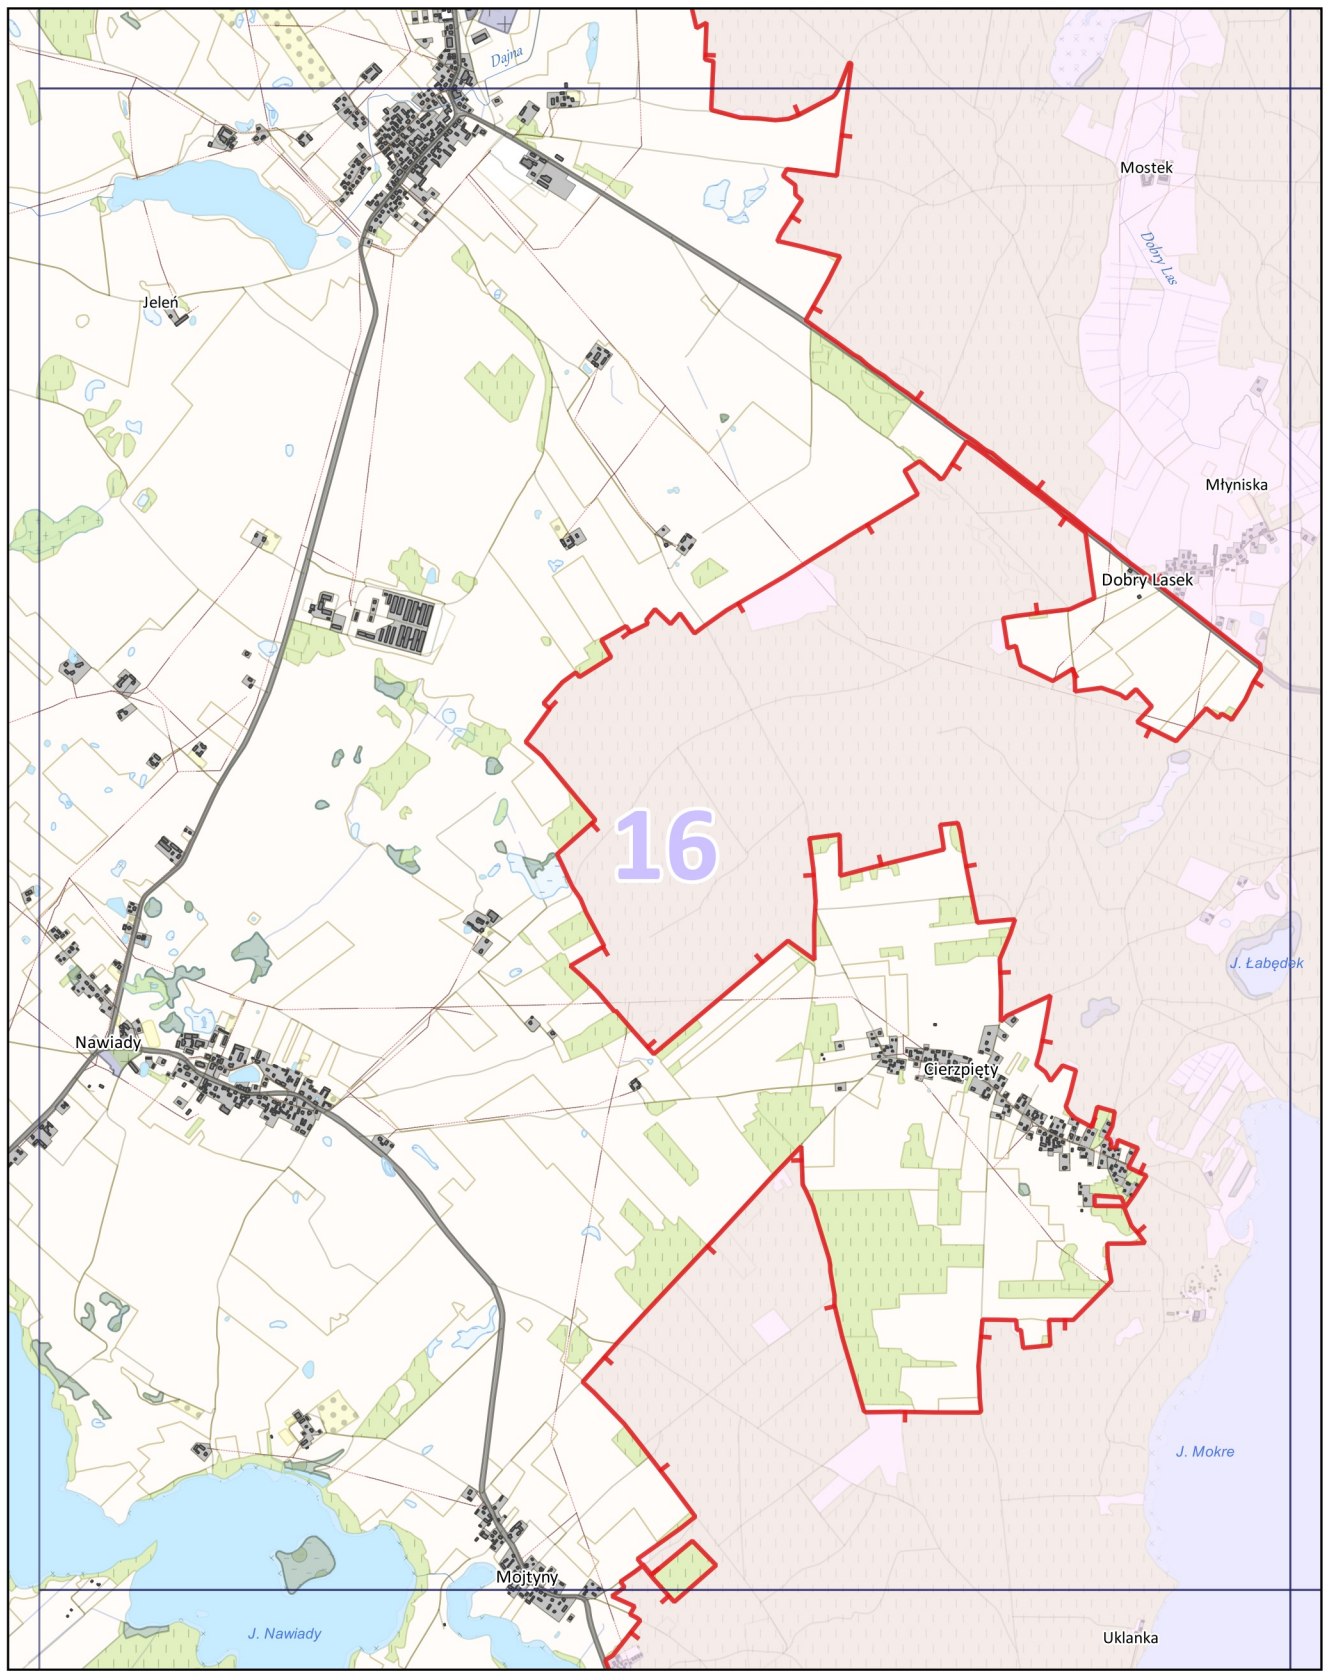 Dajna
Mostek
Dobry Las
Jeleń
Młyniska
Dobry Lasek
16
J. Łabędek
Nawiady
Cierzpięty
J. Mokre
Mojtyny
J. Nawiady
Uklanka